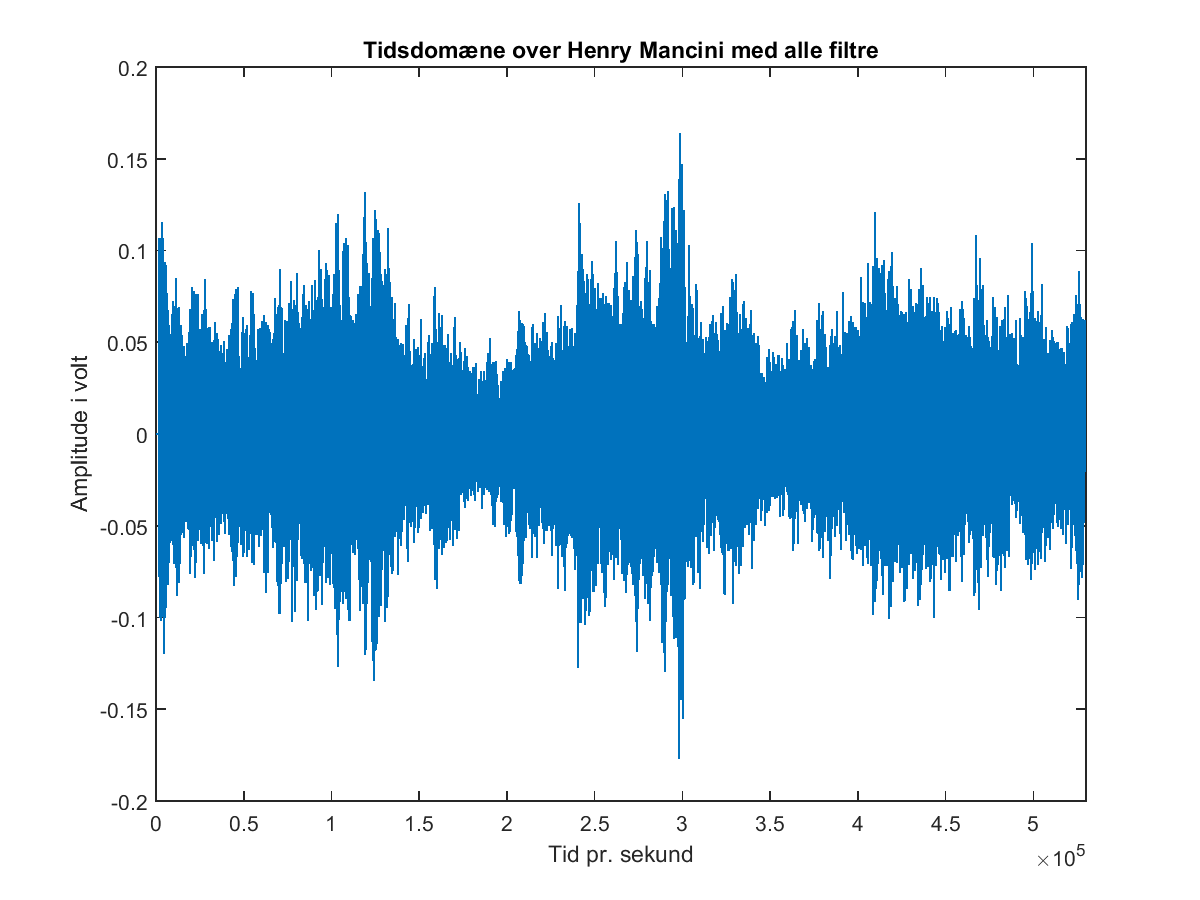 Tidsdomæne over Henry Mancini med alle filtre
0.2
0.15
0.1
0.05
0
-0.05
-0.1
-0.15
-0.2
Amplitude i volt
0 0.5 1 1.5 2 2.5 3 3.5 4 4.5 5
Tid pr. sekund
×10^5